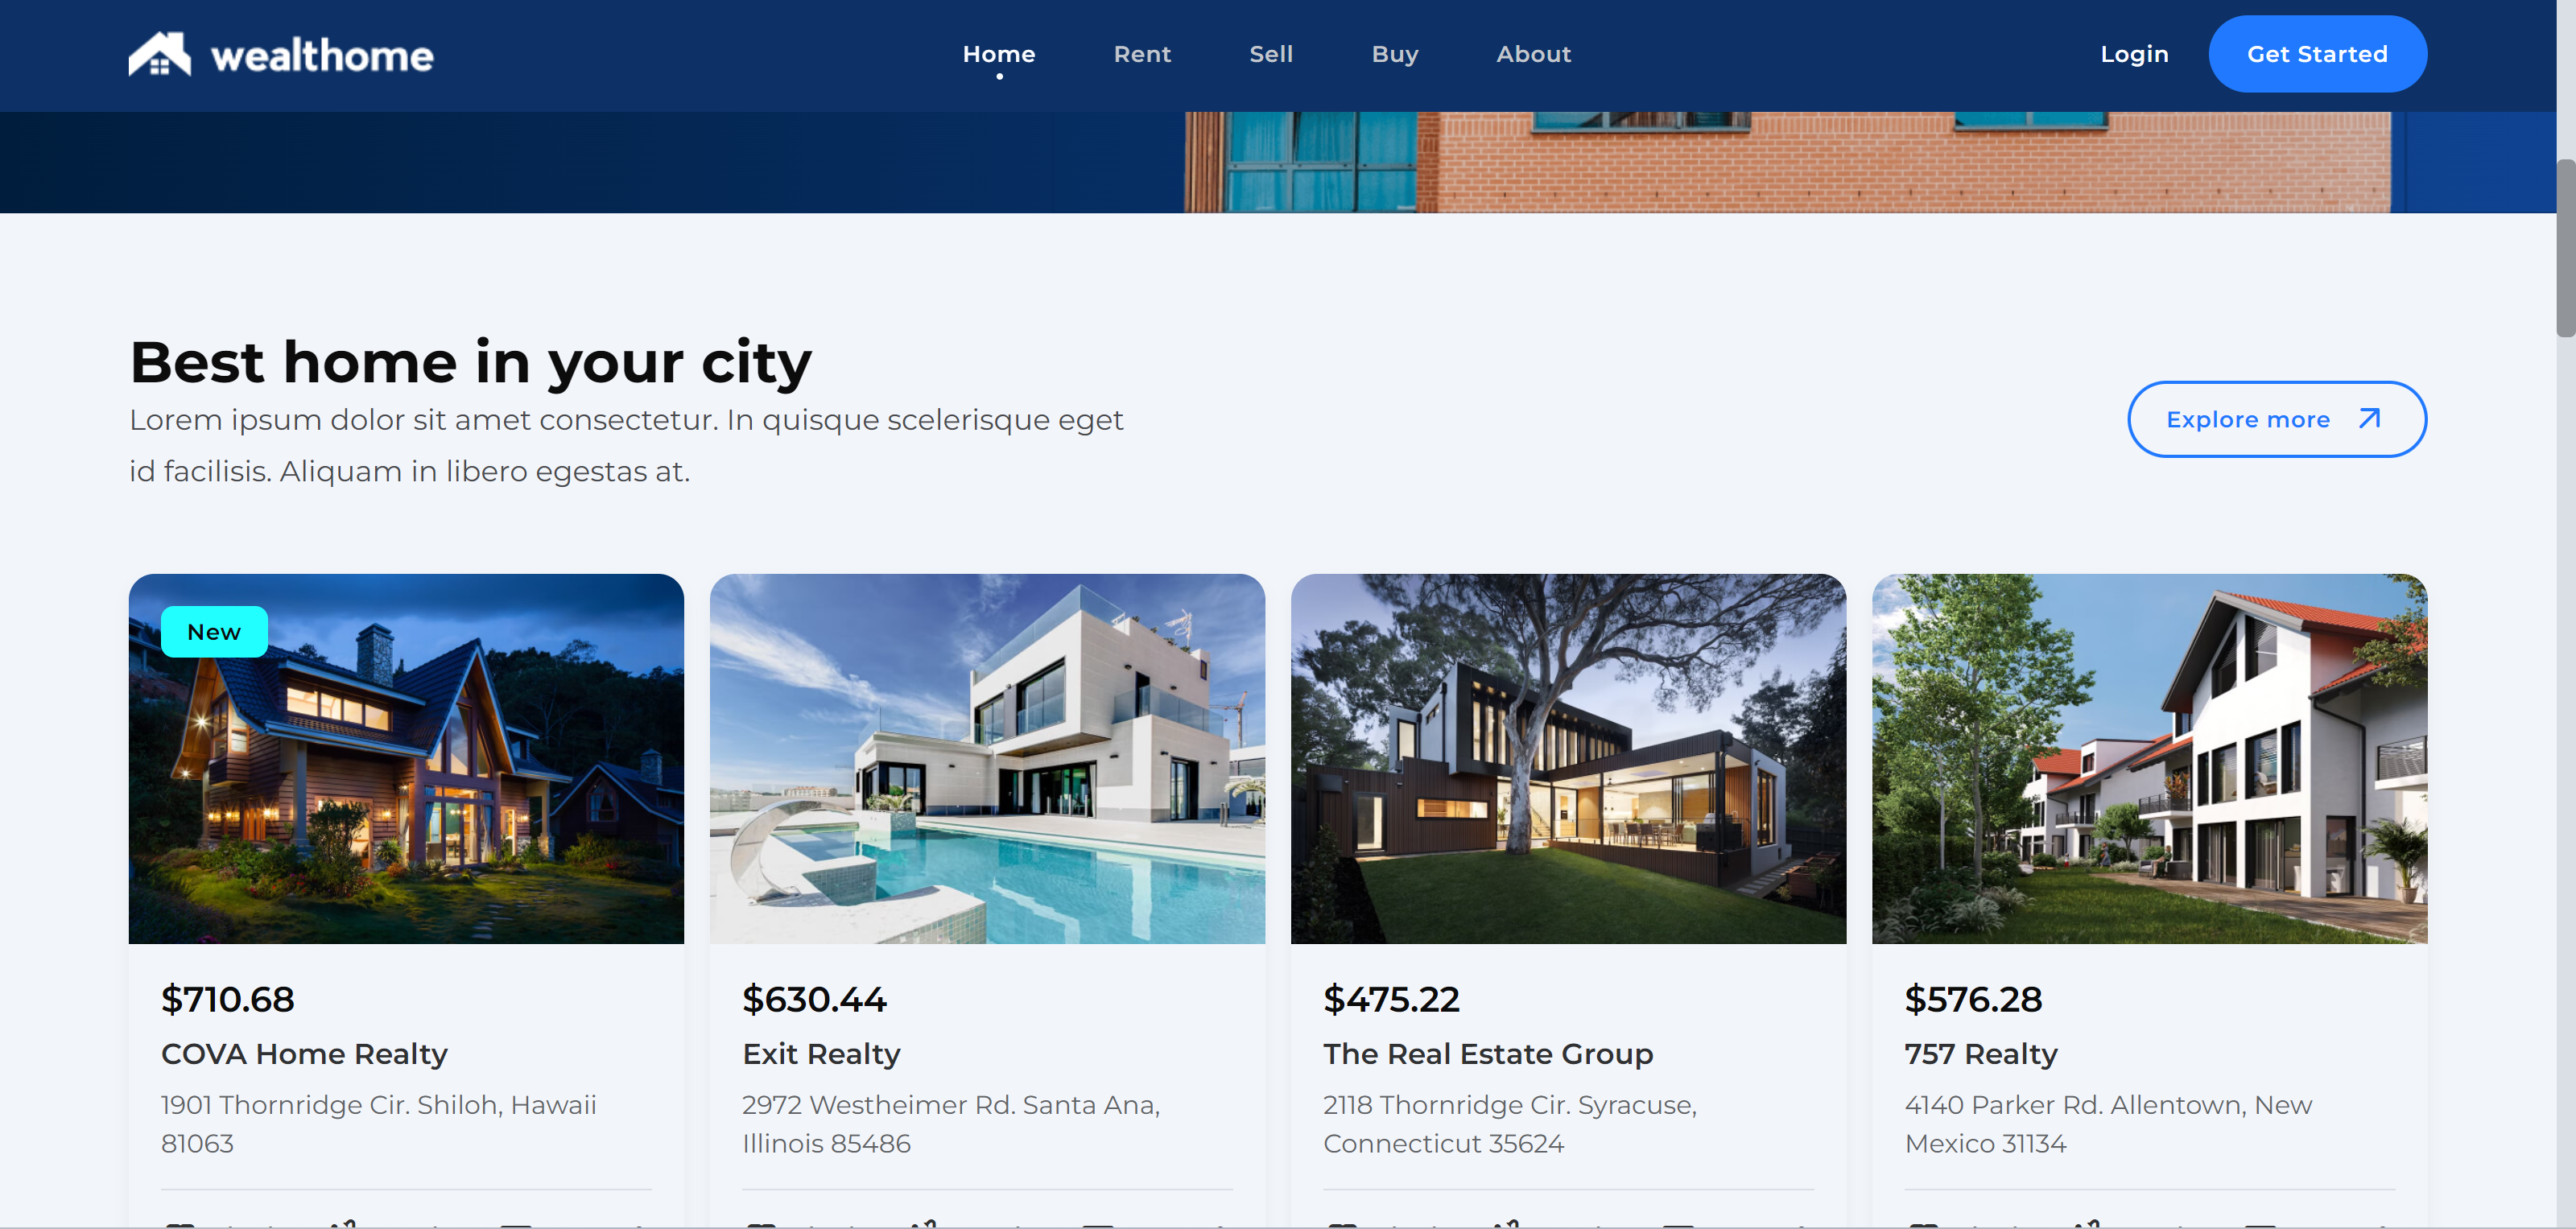 wealthome
Home Rent Sell Buy About
Login Get Started
Best home in your city
Lorem ipsum dolor sit amet consectetur. In quisque scelerisque eget
id facilisis. Aliquam in libero egestas at.
Explore more
New
$710.68
COVA Home Realty
1901 Thornridge Cir. Shiloh, Hawaii
81063
$630.44
Exit Realty
2972 Westheimer Rd. Santa Ana,
Illinois 85486
$475.22
The Real Estate Group
2118 Thornridge Cir. Syracuse,
Connecticut 35624
$576.28
757 Realty
4140 Parker Rd. Allentown, New
Mexico 31134